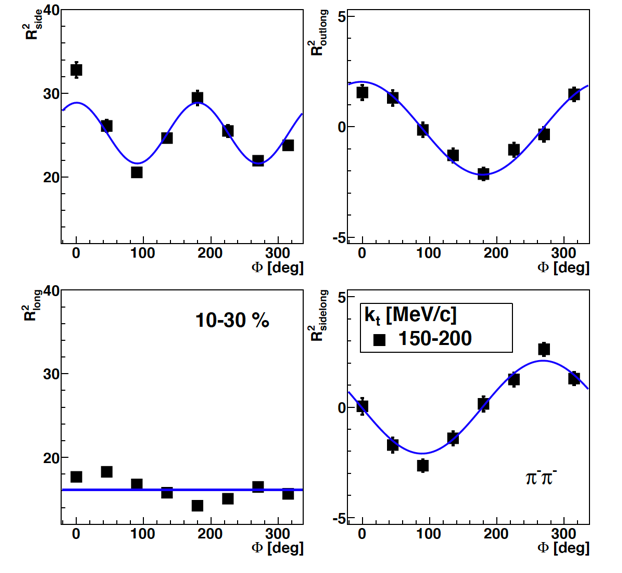 R²side
40
30
20
0 100 200 300
Φ [deg]
R²outlong
5
0
-5
0 100 200 300
Φ [deg]
R²long
40
10-30 %
30
20
0 100 200 300
Φ [deg]
R²sidelong
5
kt [MeV/c]
150-200
0
π-π-
-5
0 100 200 300
Φ [deg]